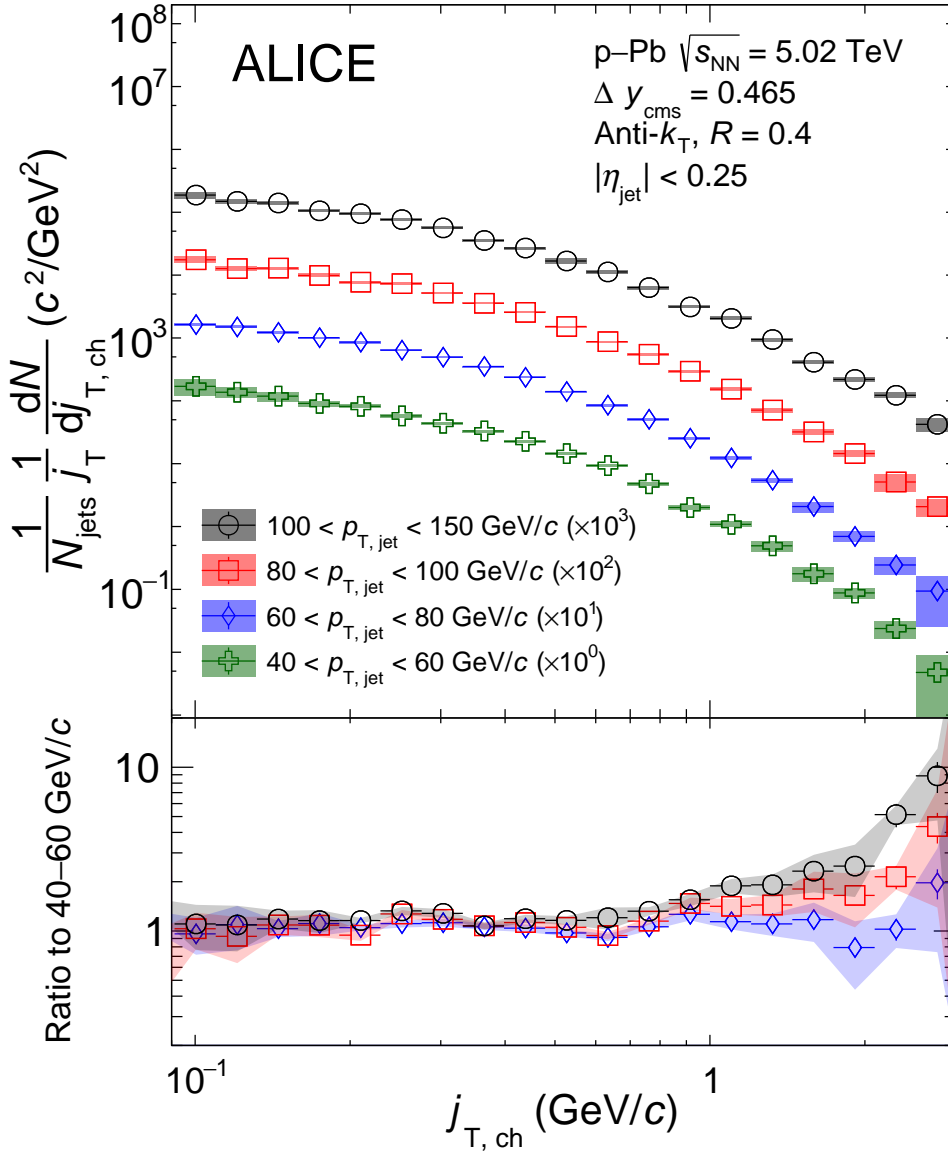 ALICE
p–Pb √s_NN = 5.02 TeV
Δ y_cms = 0.465
Anti-k_T, R = 0.4
|η_jet| < 0.25
10^8
10^7
10^3
10^−1
1/N_jets 1/j_T dN/dj_T, ch (c^2/GeV^2)
100 < p_T, jet < 150 GeV/c (×10^3)
80 < p_T, jet < 100 GeV/c (×10^2)
60 < p_T, jet < 80 GeV/c (×10^1)
40 < p_T, jet < 60 GeV/c (×10^0)
Ratio to 40–60 GeV/c
10
1
10^−1
1
j_T, ch (GeV/c)